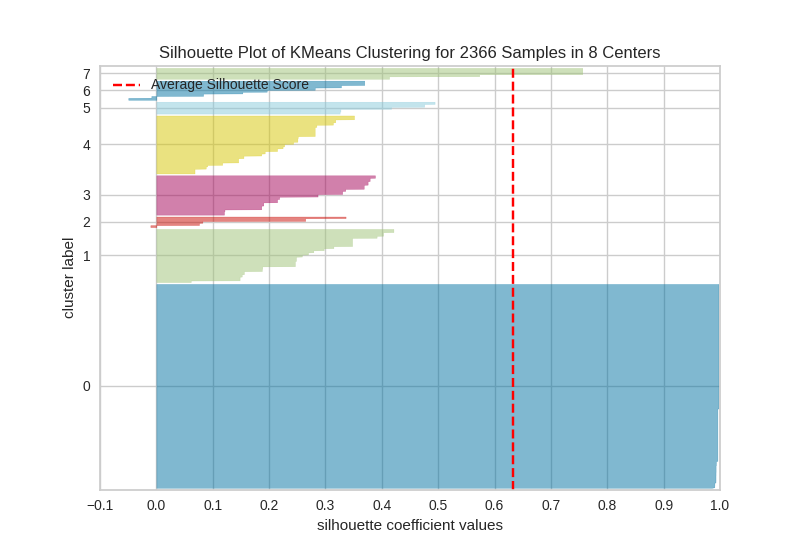 Silhouette Plot of KMeans Clustering for 2366 Samples in 8 Centers
Average Silhouette Score
7
6
5
4
3
2
1
0
cluster label
−0.1 0.0 0.1 0.2 0.3 0.4 0.5 0.6 0.7 0.8 0.9 1.0
silhouette coefficient values